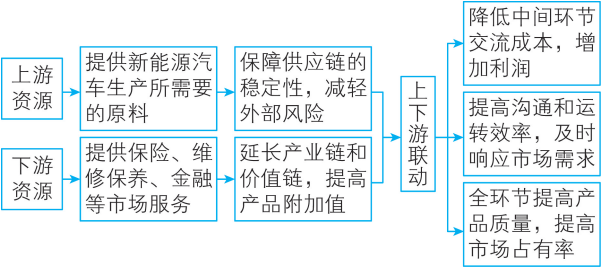 上游
资源
提供新能源汽
车生产所需要
的原料
保障供应链的
稳定性，减轻
外部风险
下游
资源
提供保险、维
修保养、金融
等市场服务
延长产业链和
价值链，提高
产品附加值
上
下
游
联
动
降低中间环节
交流成本，增
加利润
提高沟通和运
转效率，及时
响应市场需求
全环节提高产
品质量，提高
市场占有率